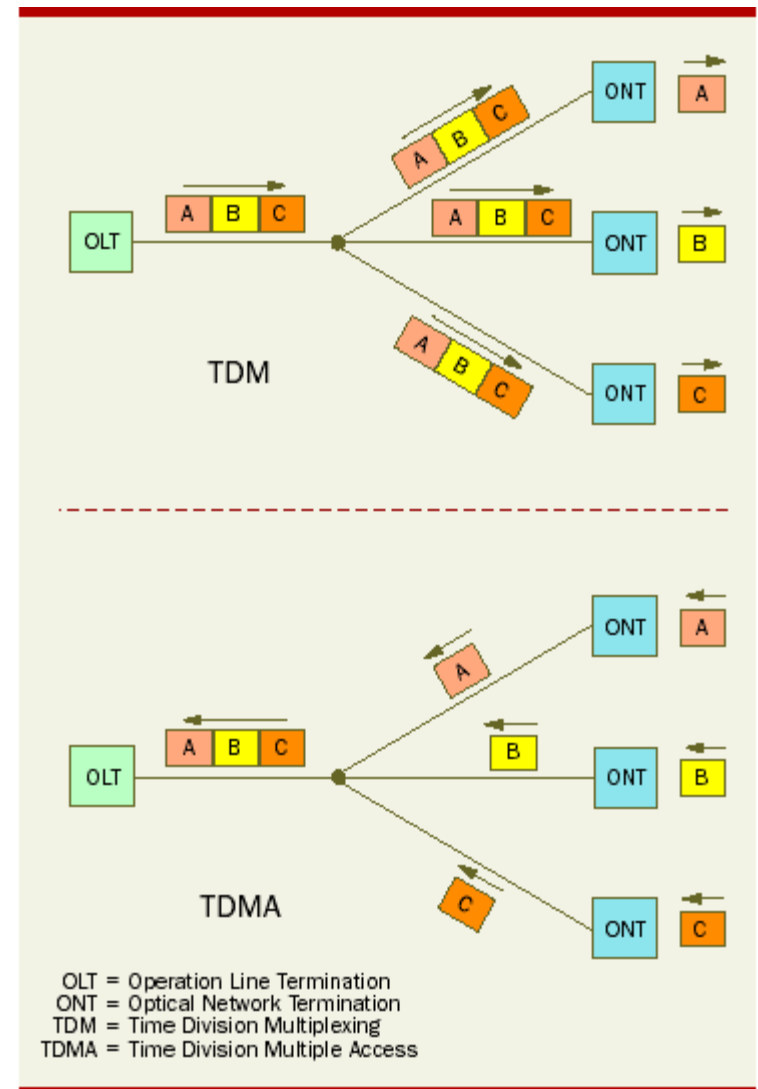 A B C
ONT
A
A B C
A B C
OLT
ONT
B
A B C
TDM
ONT
C
ONT
A
A
A B C
B
OLT
ONT
B
C
TDMA
ONT
C
OLT = Operation Line Termination
ONT = Optical Network Termination
TDM = Time Division Multiplexing
TDMA = Time Division Multiple Access